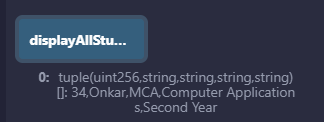 displayAllStu...
0: tuple(uint256,string,string,string,string)
[]: 34,Onkar,MCA,Computer Application
s,Second Year